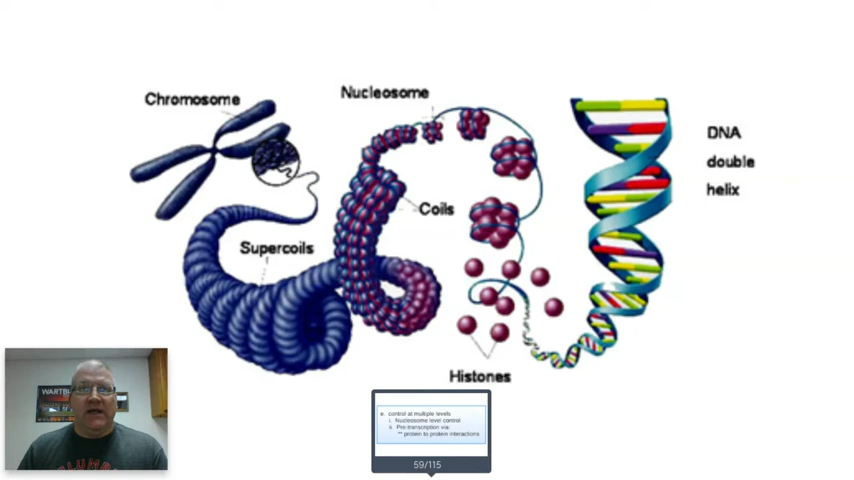 Chromosome
Nucleosome
DNA
double
helix
Coils
Supercoils
Histones
WARTBU
e. control at multiple levels
i. Nucleosome level control
ii. Pre-transcription via:
** protein to protein interactions
59/115